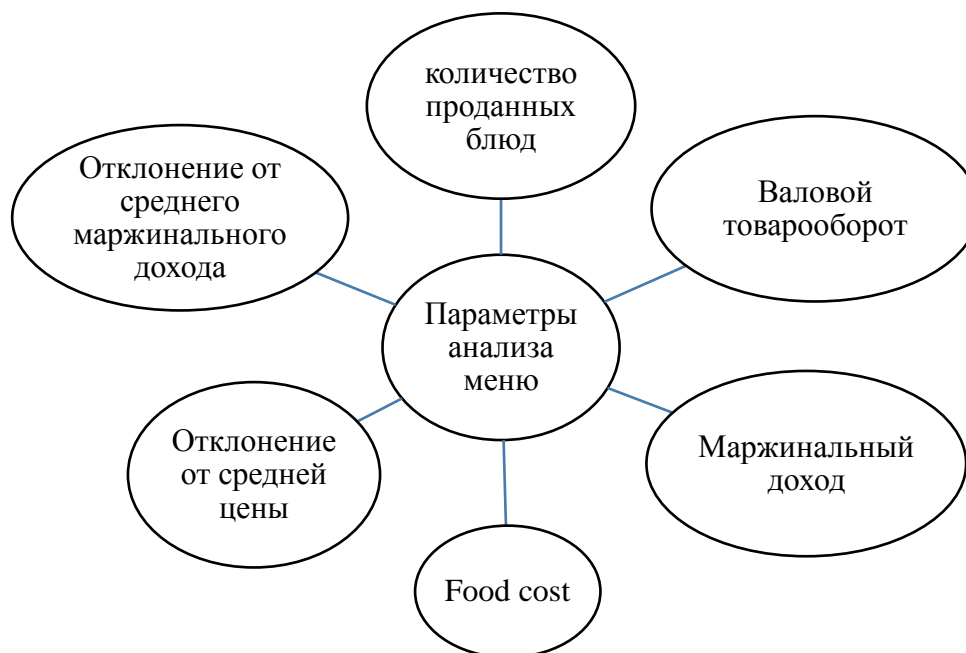 количество
проданных
блюд
Отклонение от
среднего
маржинального
дохода
Валовой
товарооборот
Параметры
анализа
меню
Отклонение
от средней
цены
Маржинальный
доход
Food cost